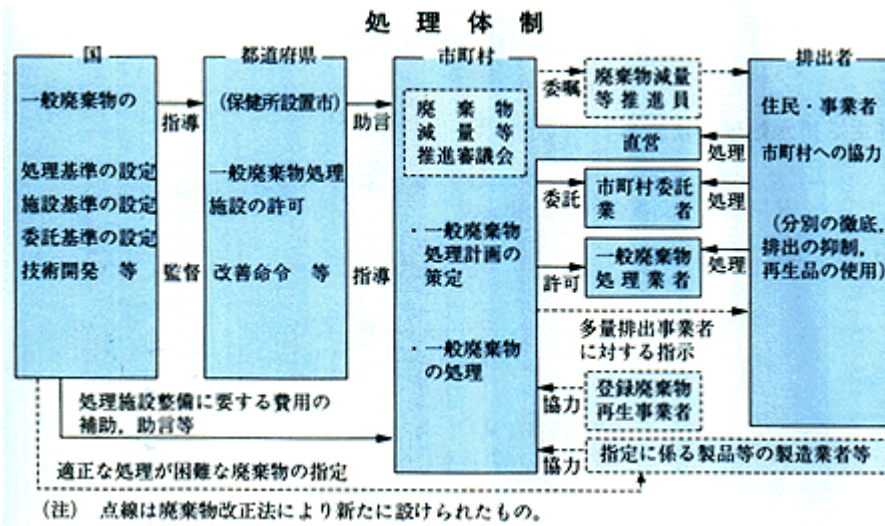 処理体制
国
一般廃棄物の
処理基準の設定
施設基準の設定
委託基準の設定
技術開発 等
指導
監督
都道府県
(保健所設置市)
一般廃棄物処理
施設の許可
改善命令 等
助言
指導
市町村
廃棄物
減量等
推進審議会
・一般廃棄物
処理計画の
策定
・一般廃棄物
の処理
委嘱
廃棄物減量
等推進員
直営
処理
委託
市町村委託
業者
処理
許可
一般廃棄物
処理業者
処理
多量排出事業者
に対する指示
協力
登録廃棄物
再生事業者
協力
指定に係る製品等の製造業者等
排出者
住民・事業者
市町村への協力
(分別の徹底,
排出の抑制,
再生品の使用)
処理施設整備に要する費用の
補助, 助言等
適正な処理が困難な廃棄物の指定
(注) 点線は廃棄物改正法により新たに設けられたもの。